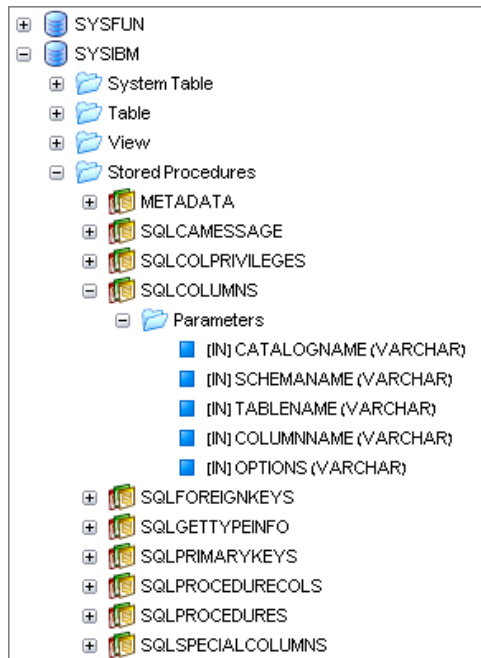 SYSFUN
SYSIBM
System Table
Table
View
Stored Procedures
METADATA
SQLCAMESSAGE
SQLCOLPRIVILEGES
SQLCOLUMNS
Parameters
[IN] CATALOGNAME (VARCHAR)
[IN] SCHEMANAME (VARCHAR)
[IN] TABLENAME (VARCHAR)
[IN] COLUMNNAME (VARCHAR)
[IN] OPTIONS (VARCHAR)
SQLFOREIGNKEYS
SQLGETTYPEINFO
SQLPRIMARYKEYS
SQLPROCEDURECOLS
SQLPROCEDURES
SQLSPECIALCOLUMNS